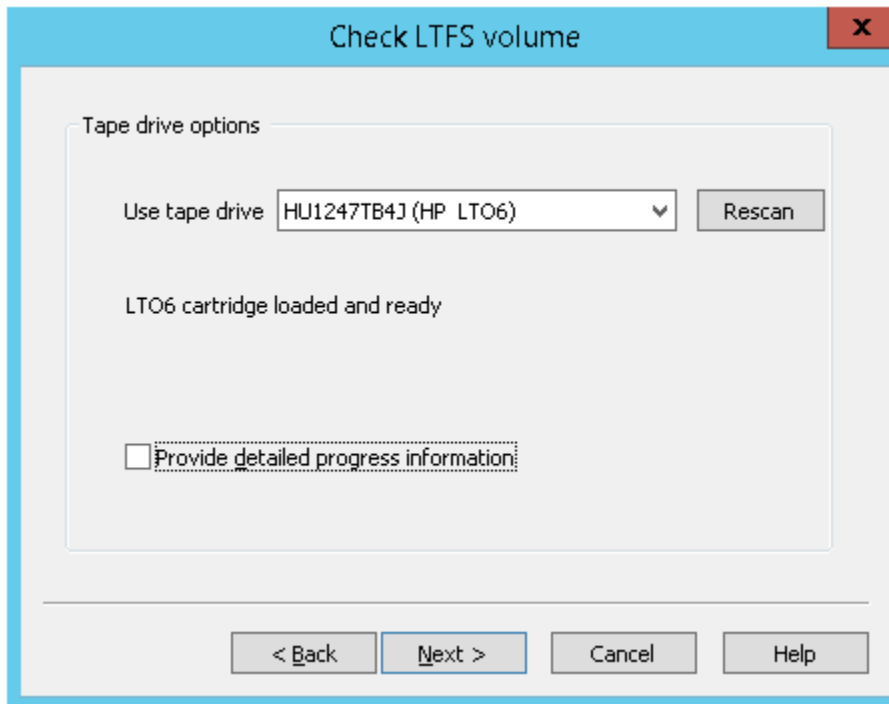 Check LTFS volume
x
Tape drive options
Use tape drive HU1247TB4J (HP LTO6) Rescan
LTO6 cartridge loaded and ready
Provide detailed progress information
< Back Next > Cancel Help